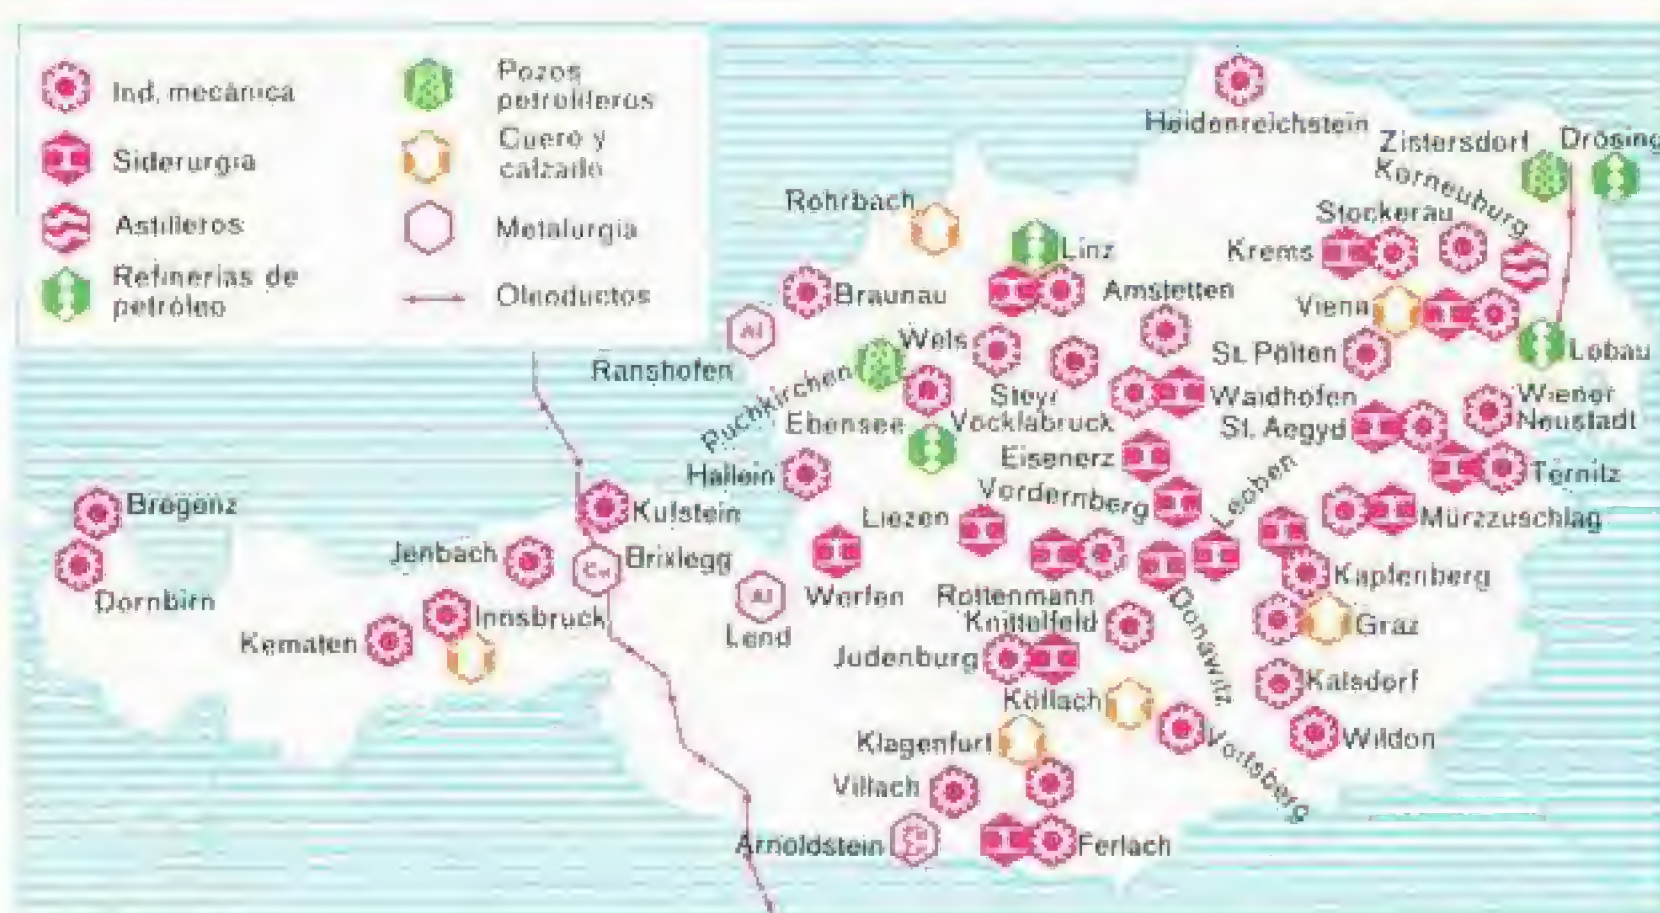 Ind. mecánica
Siderurgia
Astilleros
Refinerías de
petróleo
Pozos
petrolíferos
Cuero y
calzado
Metalurgia
Oleoductos
Heidenreichstein
Zistersdorf
Drösing
Korneuburg
Stockerau
Krems
Rohrbach
Linz
Braunau
Amstetten
Viena
Al
Wels
St. Pölten
Lobau
Ranshofen
Puchkirchen
Steyr
Waidhofen
Wiener
Neustadt
Ebensee
Vöcklabruck
St. Aegyd
Eisenerz
Hallein
Ternitz
Vordernberg
Leoben
Bregenz
Kufstein
Liezen
Mürzzuschlag
Jenbach
Brixlegg
Cu
Kapfenberg
Dornbirn
Al
Werfen
Rottenmann
Innsbruck
Lend
Knittelfeld
Donawitz
Graz
Kematen
Judenburg
Kalsdorf
Köflach
Klagenfurt
Voitsberg
Wildon
Villach
Arnoldstein
Ferlach